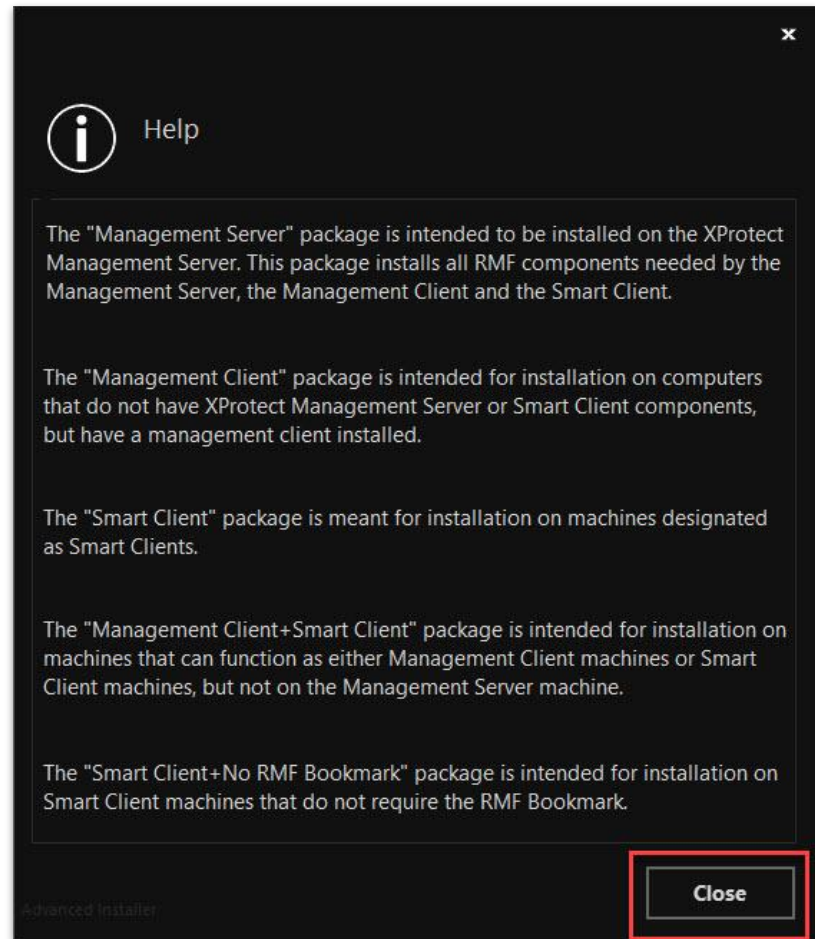 x
Help
The "Management Server" package is intended to be installed on the XProtect
Management Server. This package installs all RMF components needed by the
Management Server, the Management Client and the Smart Client.
The "Management Client" package is intended for installation on computers
that do not have XProtect Management Server or Smart Client components,
but have a management client installed.
The "Smart Client" package is meant for installation on machines designated
as Smart Clients.
The "Management Client+Smart Client" package is intended for installation on
machines that can function as either Management Client machines or Smart
Client machines, but not on the Management Server machine.
The "Smart Client+No RMF Bookmark" package is intended for installation on
Smart Client machines that do not require the RMF Bookmark.
Close
Advanced Installer